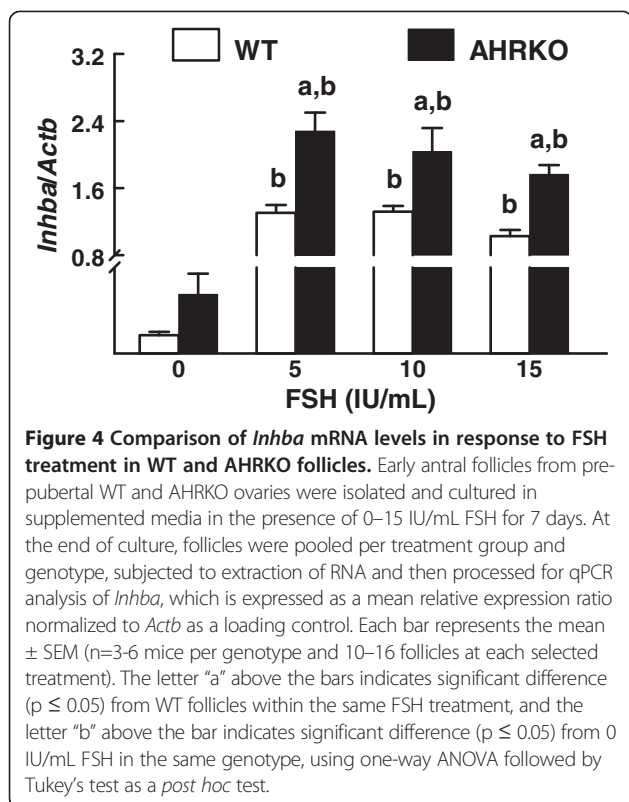 3.2
WT
AHRKO
a,b
2.4
a,b
a,b
b
b
1.6
b
Inhba/Actb
0.8
0
5
10
15
FSH (IU/mL)
Figure 4 Comparison of Inhba mRNA levels in response to FSH
treatment in WT and AHRKO follicles. Early antral follicles from pre-
pubertal WT and AHRKO ovaries were isolated and cultured in
supplemented media in the presence of 0–15 IU/mL FSH for 7 days. At
the end of culture, follicles were pooled per treatment group and
genotype, subjected to extraction of RNA and then processed for qPCR
analysis of Inhba, which is expressed as a mean relative expression ratio
normalized to Actb as a loading control. Each bar represents the mean
± SEM (n=3-6 mice per genotype and 10–16 follicles at each selected
treatment). The letter “a” above the bars indicates significant difference
(p ≤ 0.05) from WT follicles within the same FSH treatment, and the
letter “b” above the bar indicates significant difference (p ≤ 0.05) from 0
IU/mL FSH in the same genotype, using one-way ANOVA followed by
Tukey’s test as a post hoc test.